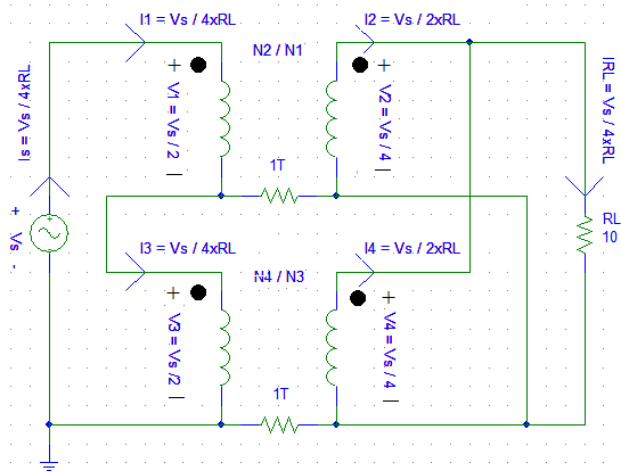 I1 = Vs / 4xRL
I2 = Vs / 2xRL
N2 / N1
Is = Vs / 4xRL
+
V1 = Vs / 2
—
+
V2 = Vs / 4
—
IRL = Vs / 4xRL
1T
RL
10
+
Vs
-
I3 = Vs / 4xRL
I4 = Vs / 2xRL
N4 / N3
+
V3 = Vs /2
—
+
V4 = Vs / 4
—
1T